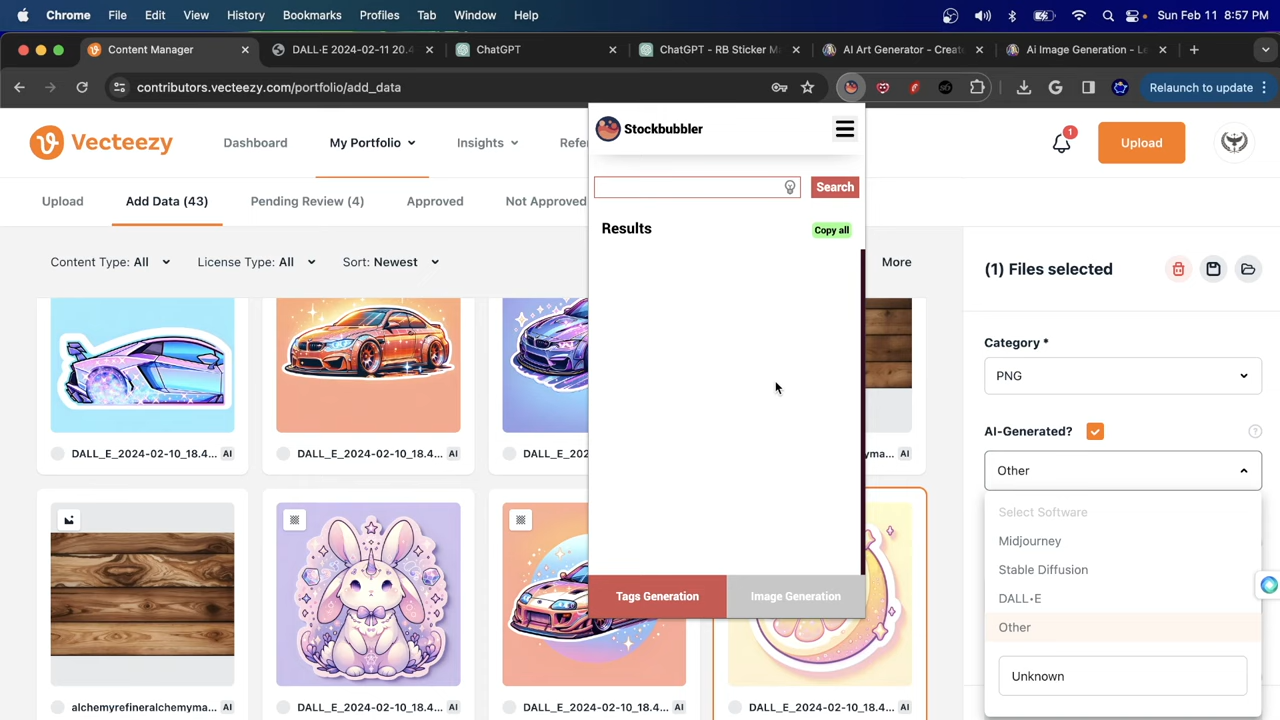 Chrome File Edit View History Bookmarks Profiles Tab Window Help Sun Feb 11 8:57 PM
Content Manager DALL·E 2024-02-11 20.4 ChatGPT ChatGPT - RB Sticker M AI Art Generator - Create Ai Image Generation - Le
contributors.vecteezy.com/portfolio/add_data Relaunch to update
Vecteezy Dashboard My Portfolio Insights Refe 1 Upload
Upload Add Data (43) Pending Review (4) Approved Not Approved
Content Type: All License Type: All Sort: Newest More
Stockbubbler
Search
Results Copy all
Tags Generation Image Generation
DALL_E_2024-02-10_18.4... AI DALL_E_2024-02-10_18.4... AI DALL_E_202 yma... AI
alchemyrefineralchemyma... AI DALL_E_2024-02-10_18.4... AI DALL_E_2024-02-10_18.4... AI DALL_E_2024-02-10_18.4... AI
(1) Files selected
Category *
PNG
AI-Generated? ?
Other
Select Software
Midjourney
Stable Diffusion
DALL•E
Other
Unknown